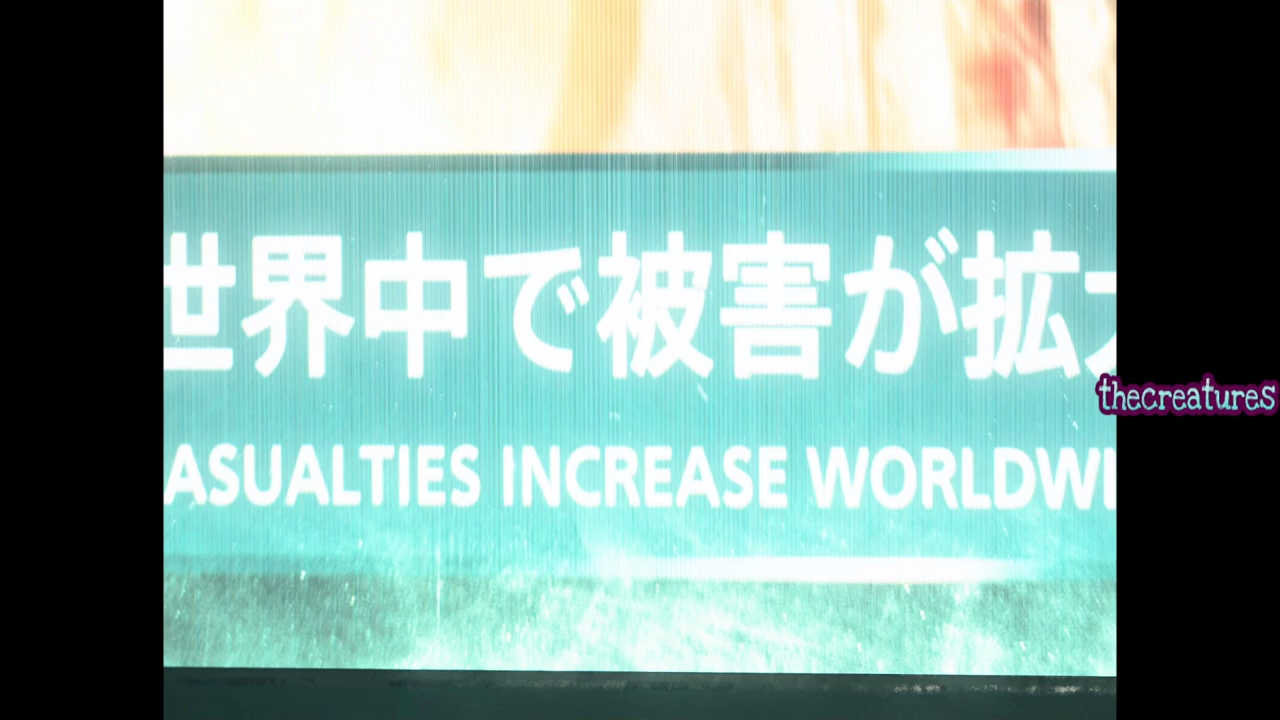 世界中で被害が拡
ASUALTIES INCREASE WORLDW
thecreatures